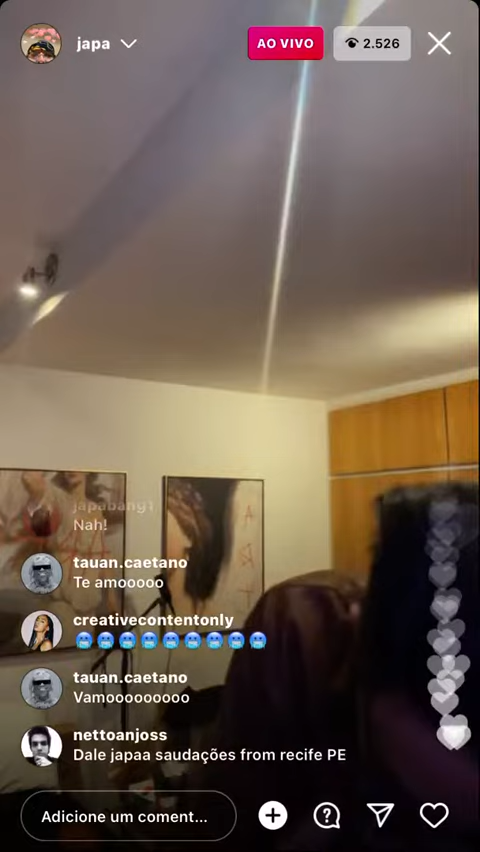 japa
AO VIVO
2.526
japabang1
Nah!
tauan.caetano
Te amooooo
creativecontentonly
🥶🥶🥶🥶🥶🥶🥶🥶🥶
tauan.caetano
Vamooooooooo
nettoanjoss
Dale japaa saudações from recife PE
Adicione um coment...